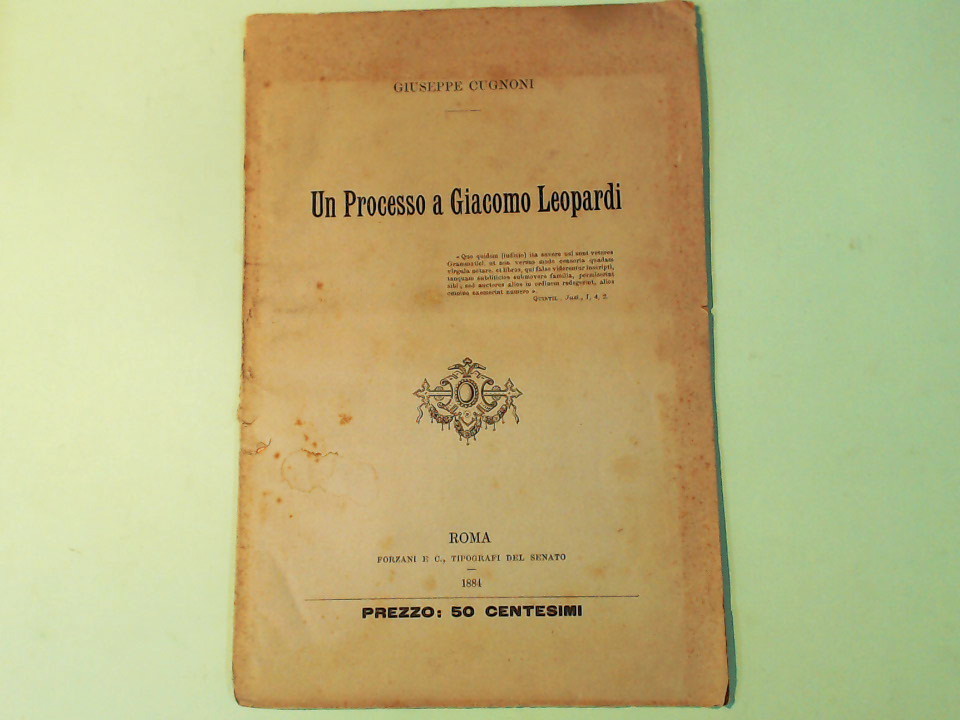 GIUSEPPE CUGNONI
Un Processo a Giacomo Leopardi
« Quo quidem (iudicio) ita severe usi sunt veteres
Grammatici, ut non versus modo censoria quadam
virgula notare, et libros, qui falso viderentur inscripti,
tanquam subditicios submovere familia, permiserint
sibi; sed auctores alios in ordinem redegerint, alios
omnino exemerint numero ».
QUINTIL., Inst., I, 4, 3.
ROMA
FORZANI E C., TIPOGRAFI DEL SENATO
1884
PREZZO: 50 CENTESIMI